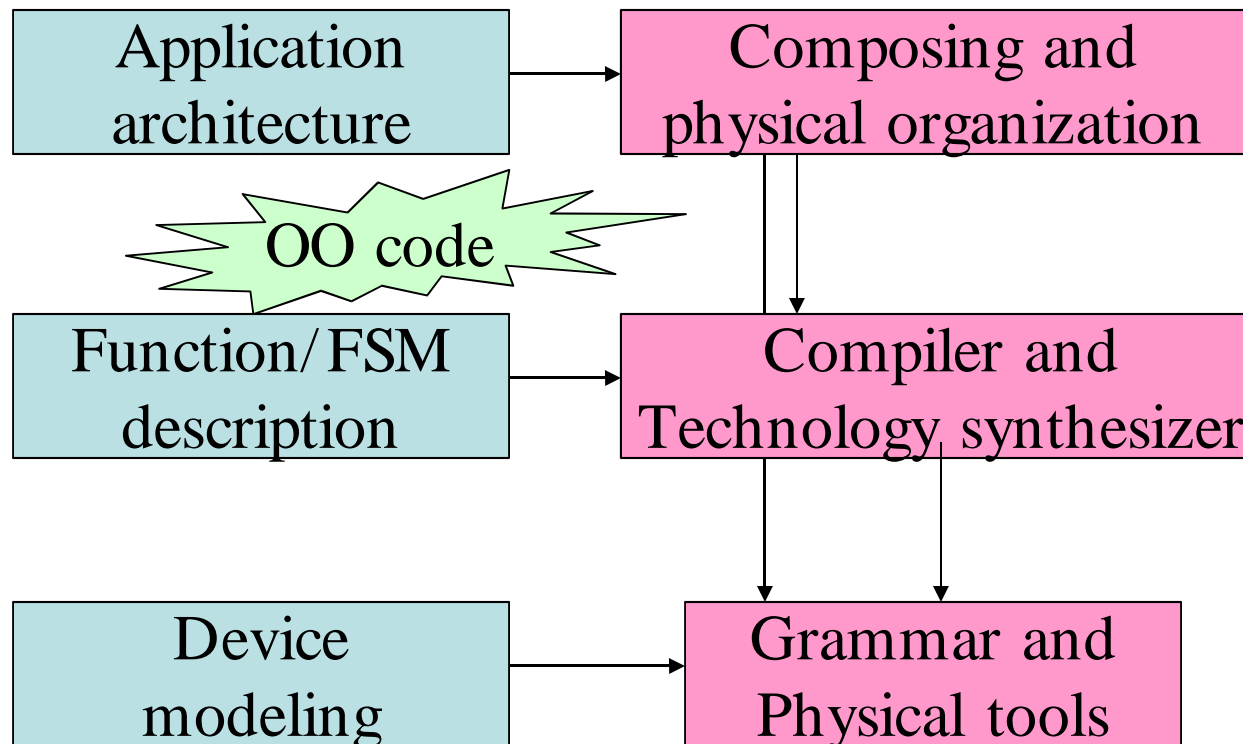 Application
architecture
Composing and
physical organization
OO code
Function/FSM
description
Compiler and
Technology synthesizer
Device
modeling
Grammar and
Physical tools